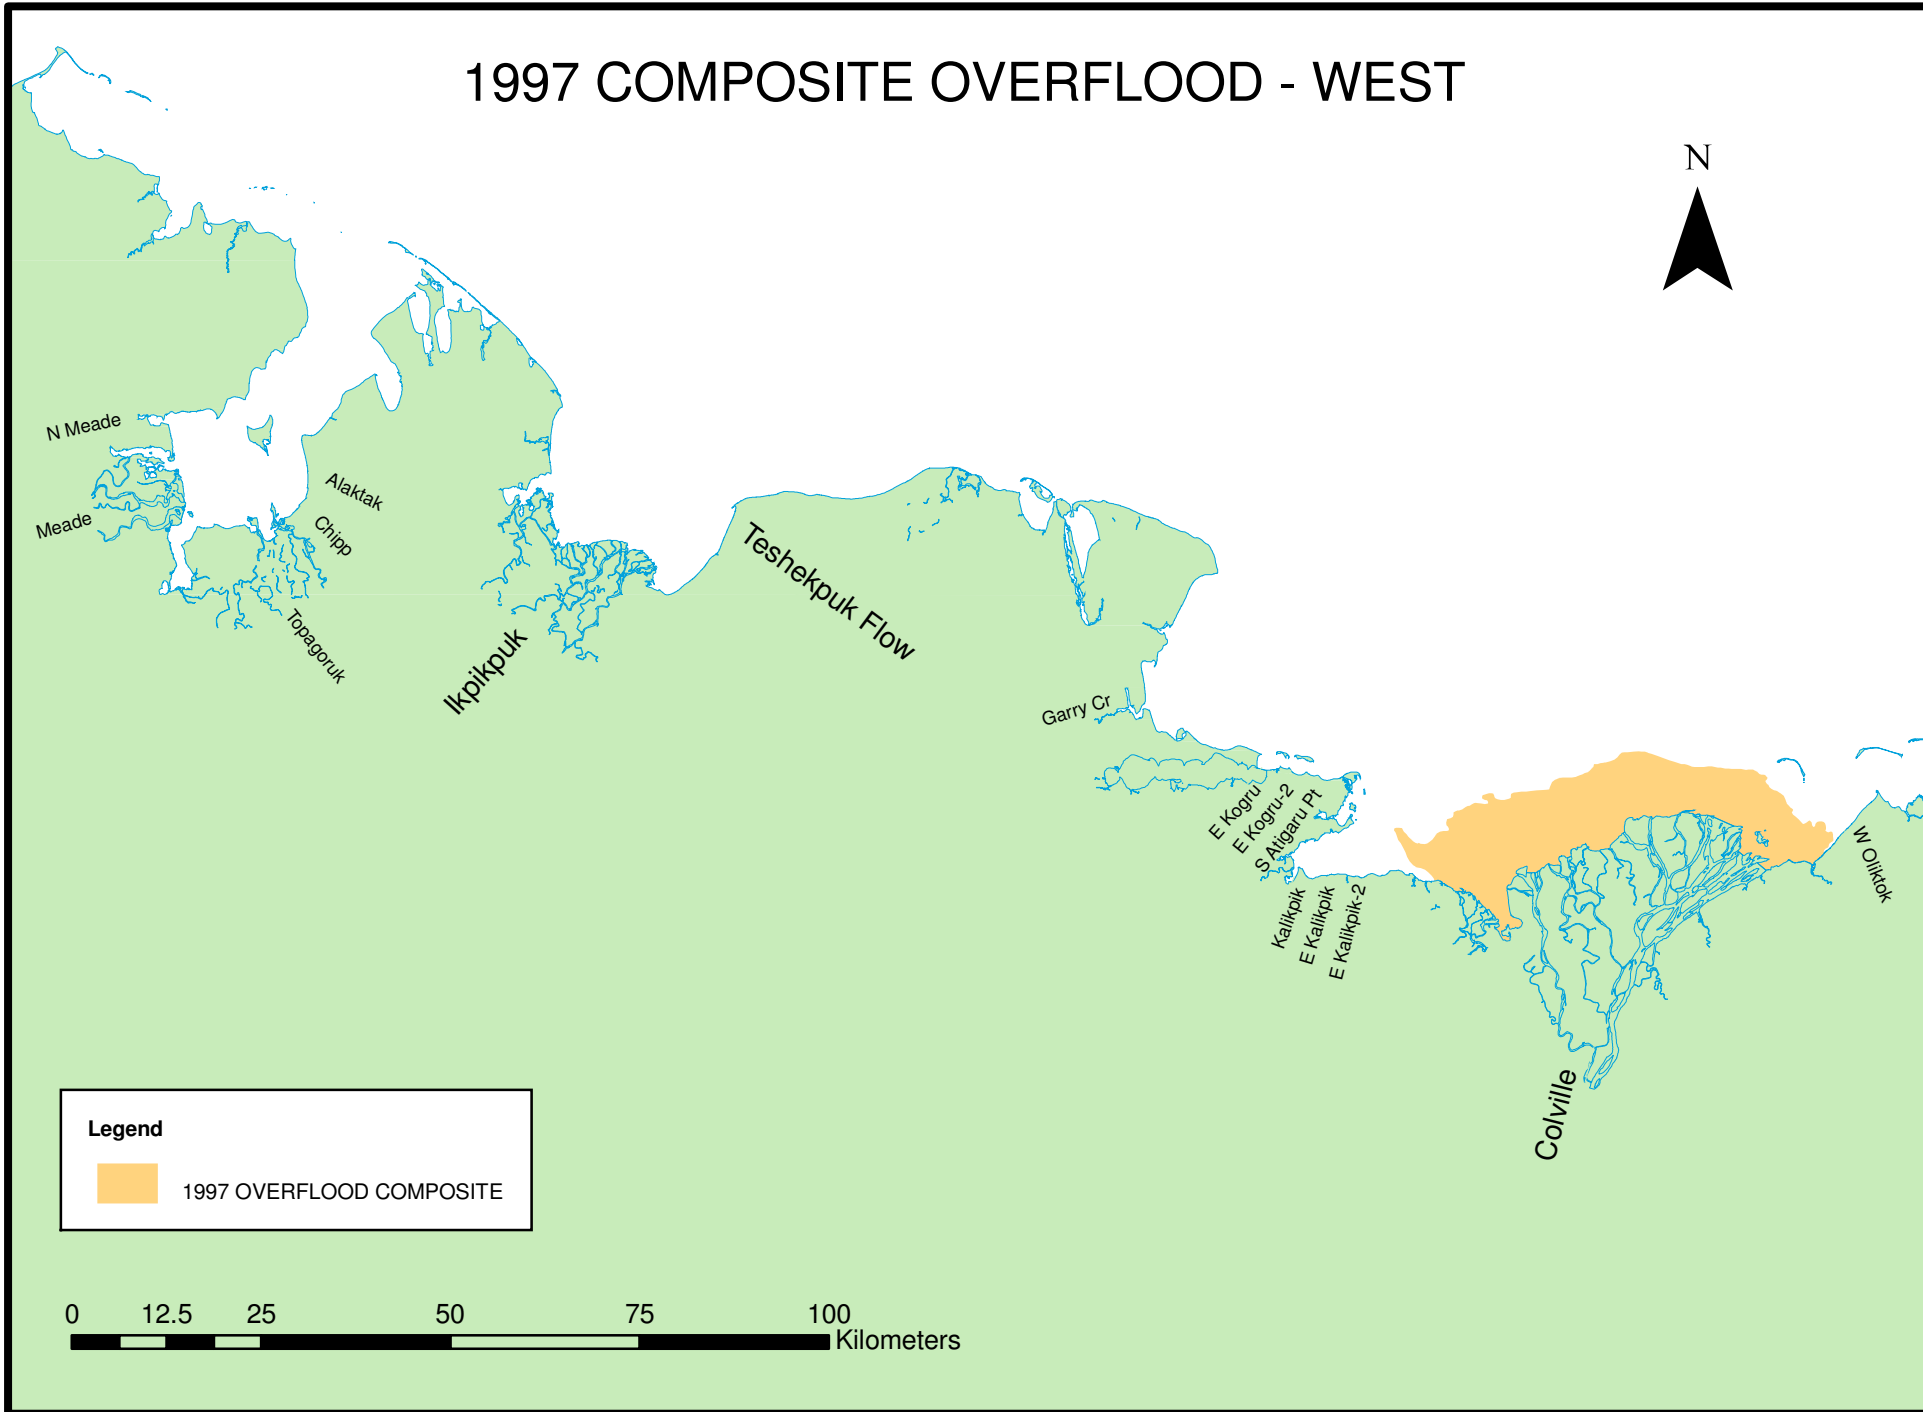 1997 COMPOSITE OVERFLOOD - WEST
N
N Meade
Meade
Alaktak
Chipp
Topagoruk
Ikpikpuk
Teshekpuk Flow
Garry Cr
E Kogru
E Kogru-2
S Atigaru Pt
Kalikpik
E Kalikpik
E Kalikpik-2
W Oliktok
Colville
Legend
1997 OVERFLOOD COMPOSITE
0 12.5 25 50 75 100
Kilometers